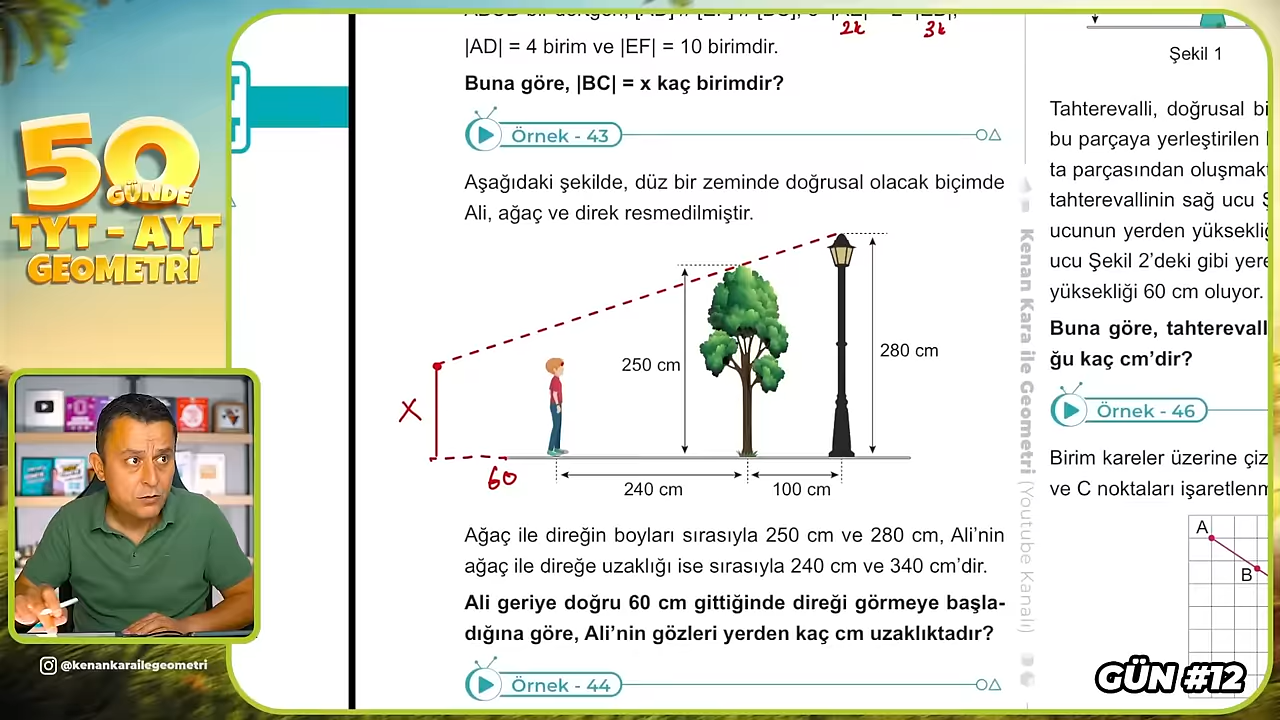 50
GÜNDE
TYT - AYT
GEOMETRİ
@kenankarailegeometri
2k 3k
|AD| = 4 birim ve |EF| = 10 birimdir.
Buna göre, |BC| = x kaç birimdir?
Örnek - 43
Aşağıdaki şekilde, düz bir zeminde doğrusal olacak biçimde
Ali, ağaç ve direk resmedilmiştir.
250 cm
280 cm
X
60
240 cm
100 cm
Ağaç ile direğin boyları sırasıyla 250 cm ve 280 cm, Ali’nin
ağaç ile direğe uzaklığı ise sırasıyla 240 cm ve 340 cm’dir.
Ali geriye doğru 60 cm gittiğinde direği görmeye başla-
dığına göre, Ali’nin gözleri yerden kaç cm uzaklıktadır?
Örnek - 44
Kenan Kara ile Geometri (Youtube Kanalı)
Şekil 1
Tahterevalli, doğrusal bi
bu parçaya yerleştirilen
ta parçasından oluşmakt
tahterevallinin sağ ucu Ş
ucunun yerden yüksekliğ
ucu Şekil 2’deki gibi yere
yüksekliği 60 cm oluyor.
Buna göre, tahterevall
ğu kaç cm’dir?
Örnek - 46
Birim kareler üzerine çiz
ve C noktaları işaretlenm
A
B
GÜN #12